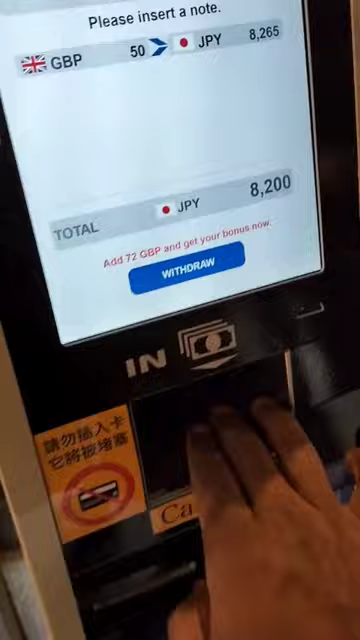 Please insert a note.
GBP 50 JPY 8,265
TOTAL JPY 8,200
Add 72 GBP and get your bonus now.
WITHDRAW
IN
請勿插入卡
它將被堵塞
Ca